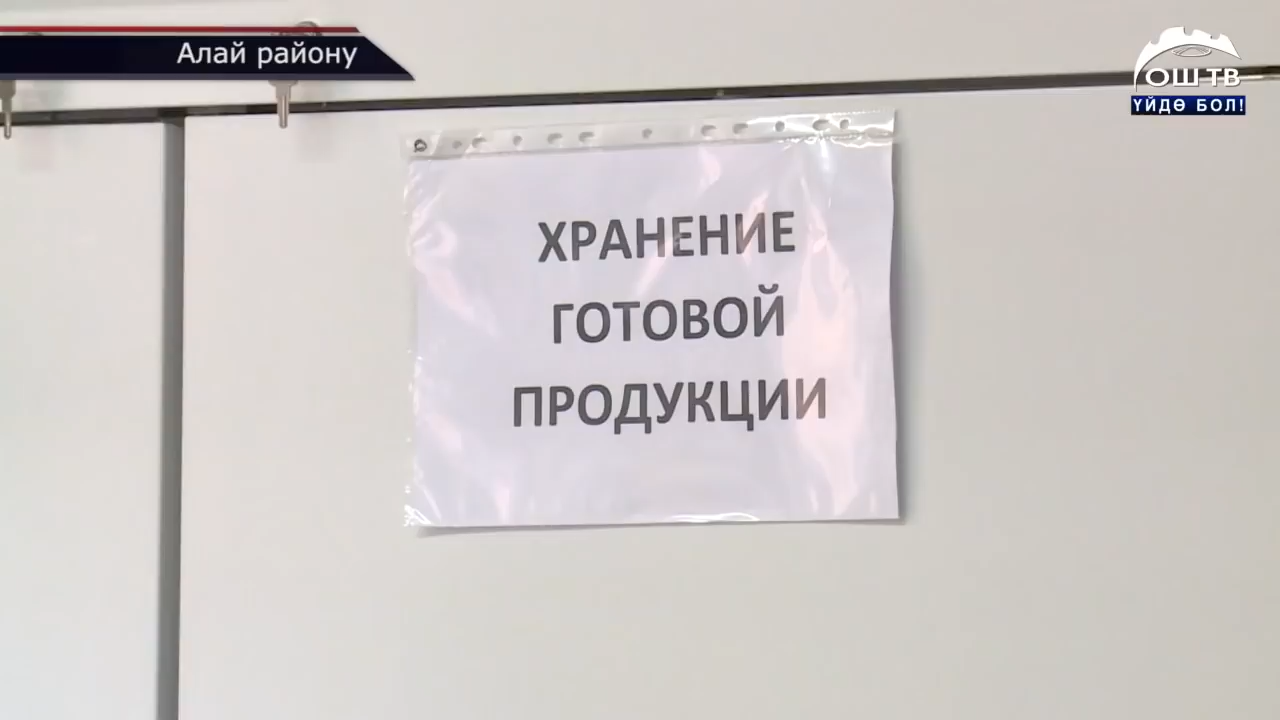 Алай району
ОШ ТВ
ҮЙДӨ БОЛ!
ХРАНЕНИЕ
ГОТОВОЙ
ПРОДУКЦИИ